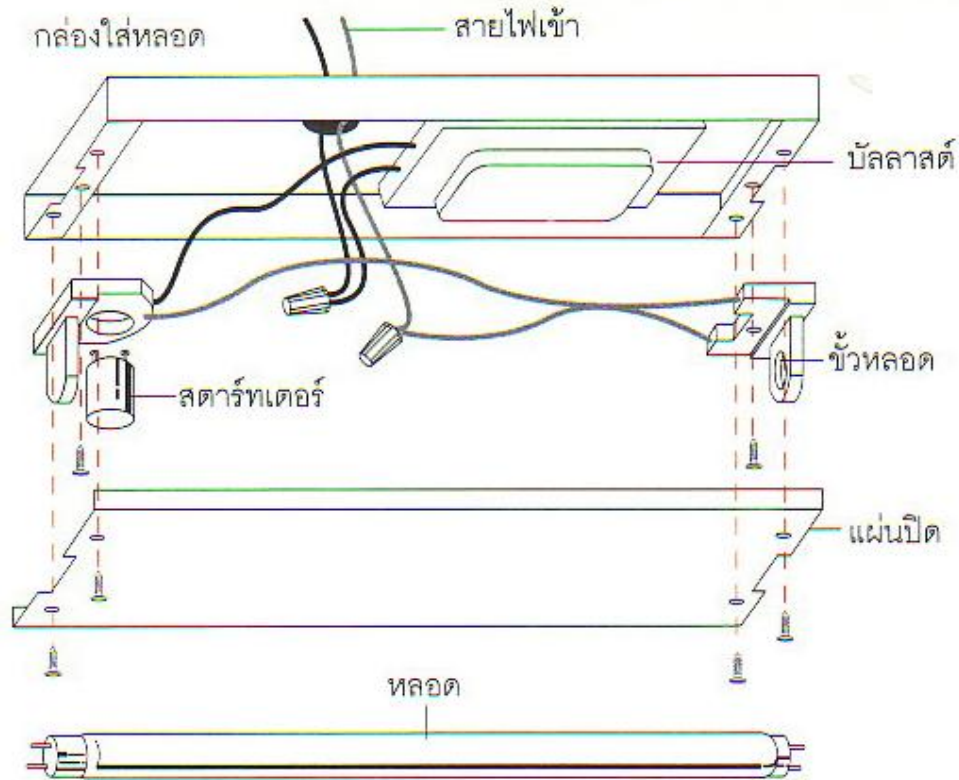 กล่องใส่หลอด
สายไฟเข้า
บัลลาสต์
ขั้วหลอด
สตาร์ทเตอร์
แผ่นปิด
หลอด